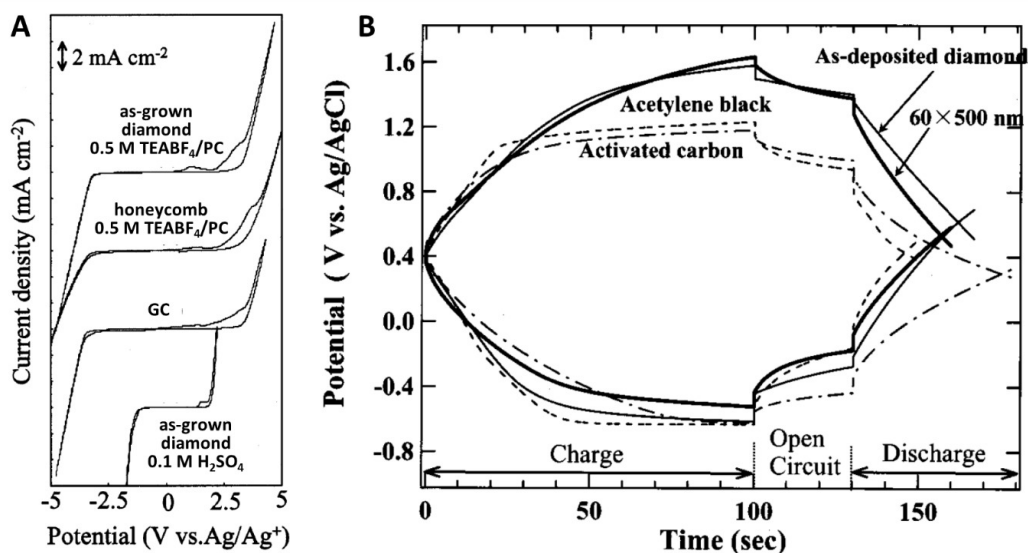 A
2 mA cm⁻²
as-grown
diamond
0.5 M TEABF₄/PC
honeycomb
0.5 M TEABF₄/PC
GC
as-grown
diamond
0.1 M H₂SO₄
Current density (mA cm⁻²)
-5 -2.5 0 2.5 5
Potential (V vs.Ag/Ag⁺)
B
1.6
1.2
0.8
0.4
0.0
-0.4
-0.8
Potential ( V vs. Ag/AgCl)
As-deposited diamond
60×500 nm
Acetylene black
Activated carbon
Charge
Open
Circuit
Discharge
0 50 100 150
Time (sec)